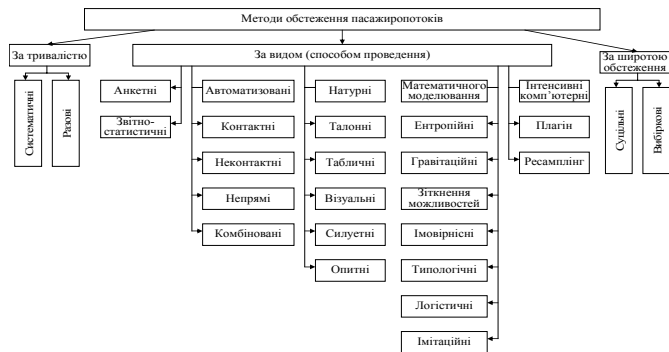 Методи обстеження пасажиропотоків
За тривалістю
Систематичні
Разові
За видом (способом проведення)
Анкетні
Звітно-
статистичні
Автоматизовані
Контактні
Неконтактні
Непрямі
Комбіновані
Натурні
Талонні
Табличні
Візуальні
Силуетні
Опитні
Математичного
моделювання
Ентропійні
Гравітаційні
Зіткнення
можливостей
Імовірнісні
Типологічні
Логістичні
Імітаційні
Інтенсивні
комп’ютерні
Плагін
Ресамплінг
За широтою
обстеження
Суцільні
Вибіркові